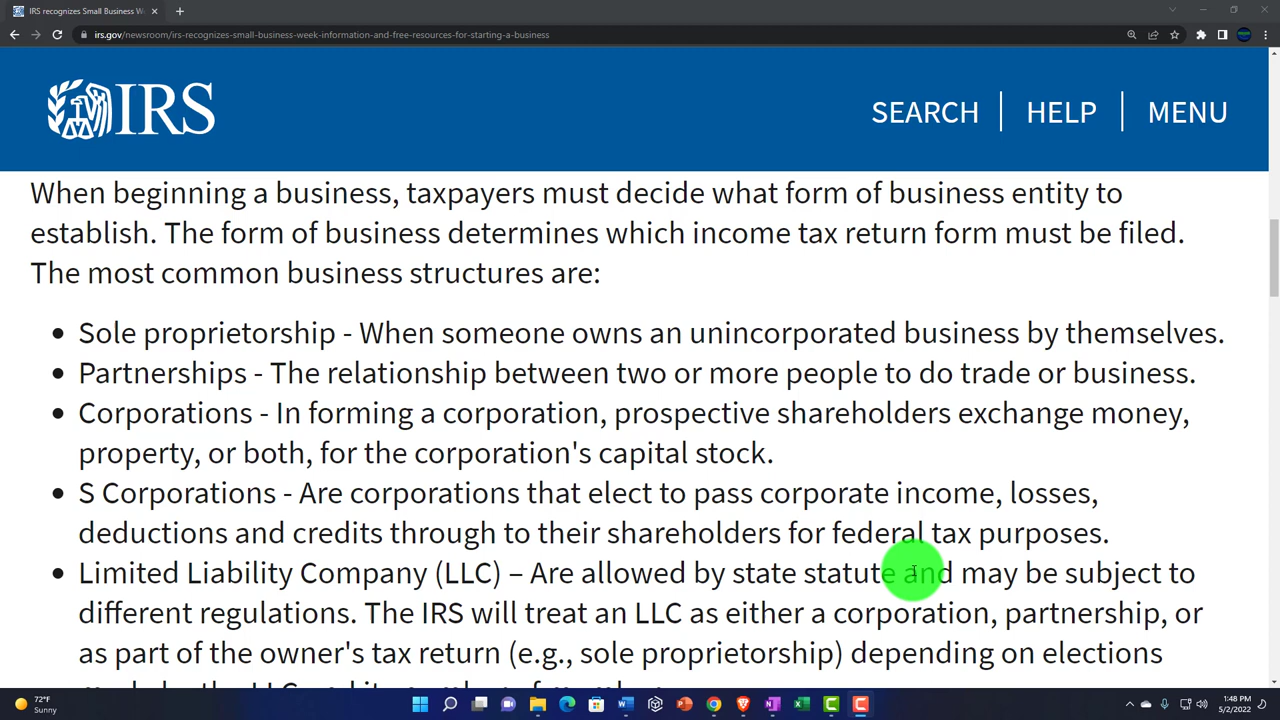 IRS recognizes Small Business W
irs.gov/newsroom/irs-recognizes-small-business-week-information-and-free-resources-for-starting-a-business
IRS
SEARCH
HELP
MENU
When beginning a business, taxpayers must decide what form of business entity to
establish. The form of business determines which income tax return form must be filed.
The most common business structures are:
• Sole proprietorship - When someone owns an unincorporated business by themselves.
• Partnerships - The relationship between two or more people to do trade or business.
• Corporations - In forming a corporation, prospective shareholders exchange money,
property, or both, for the corporation's capital stock.
• S Corporations - Are corporations that elect to pass corporate income, losses,
deductions and credits through to their shareholders for federal tax purposes.
• Limited Liability Company (LLC) – Are allowed by state statute and may be subject to
different regulations. The IRS will treat an LLC as either a corporation, partnership, or
as part of the owner's tax return (e.g., sole proprietorship) depending on elections
72°F
Sunny
1:48 PM
5/2/2022